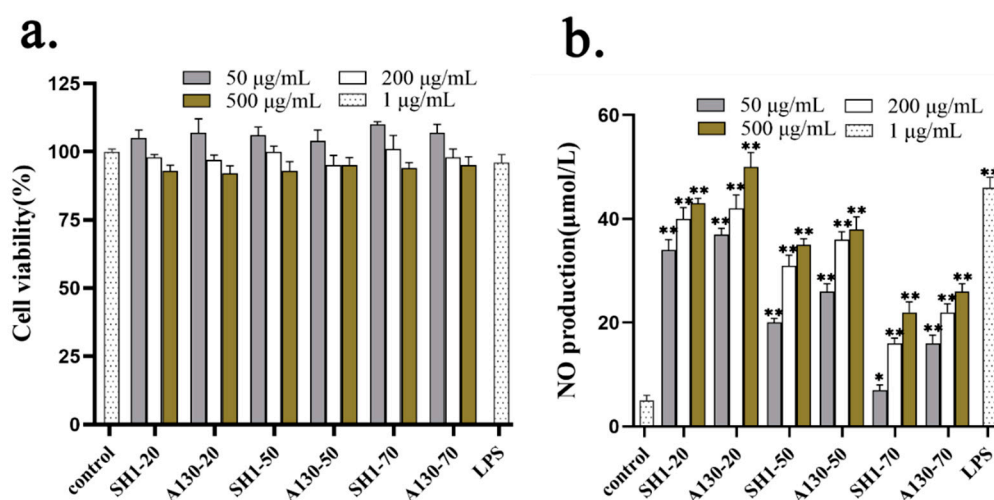 a.
50 μg/mL 200 μg/mL
500 μg/mL 1 μg/mL
Cell viability(%)
125
100
75
50
25
0
control SH1-20 A130-20 SH1-50 A130-50 SH1-70 A130-70 LPS
b.
50 μg/mL 200 μg/mL
500 μg/mL 1 μg/mL
NO production(μmol/L)
60
40
20
0
** ** ** ** ** ** ** ** ** ** ** ** * ** ** ** ** ** **
control SH1-20 A130-20 SH1-50 A130-50 SH1-70 A130-70 LPS